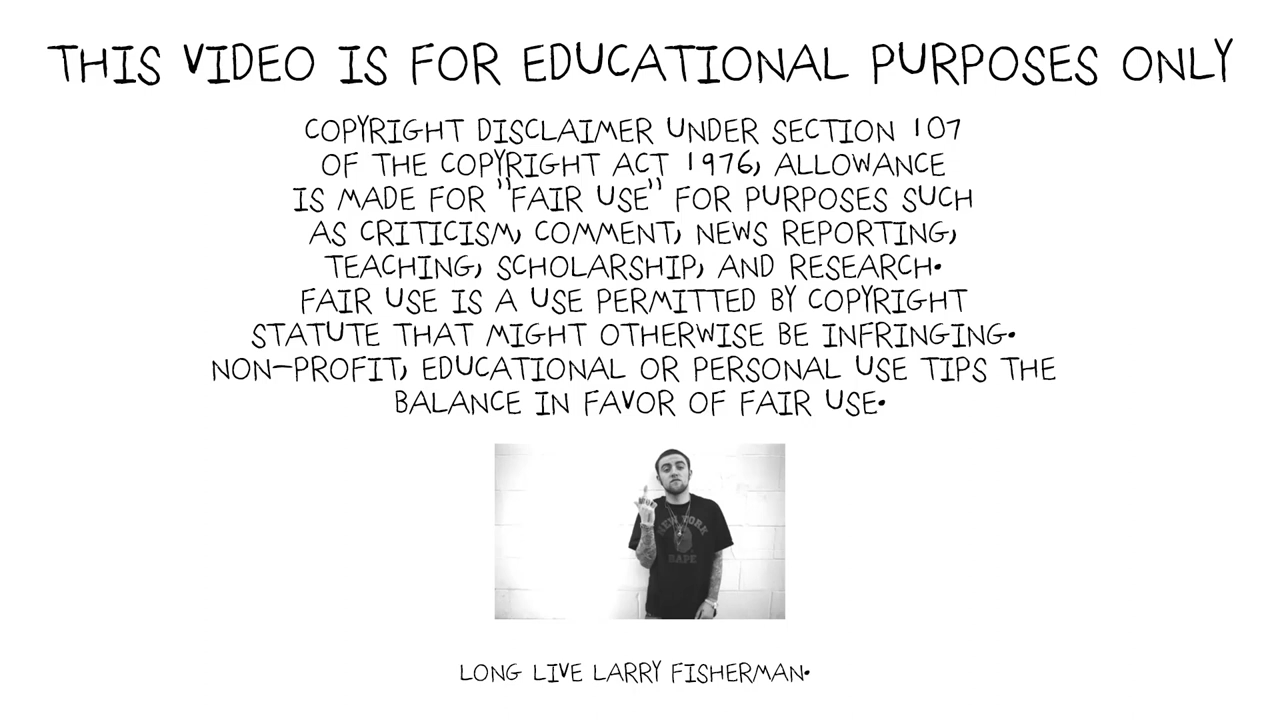 THIS VIDEO IS FOR EDUCATIONAL PURPOSES ONLY
COPYRIGHT DISCLAIMER UNDER SECTION 107
OF THE COPYRIGHT ACT 1976, ALLOWANCE
IS MADE FOR "FAIR USE" FOR PURPOSES SUCH
AS CRITICISM, COMMENT, NEWS REPORTING,
TEACHING, SCHOLARSHIP, AND RESEARCH.
FAIR USE IS A USE PERMITTED BY COPYRIGHT
STATUTE THAT MIGHT OTHERWISE BE INFRINGING.
NON-PROFIT, EDUCATIONAL OR PERSONAL USE TIPS THE
BALANCE IN FAVOR OF FAIR USE.
NEW YORK
BAPE
LONG LIVE LARRY FISHERMAN.